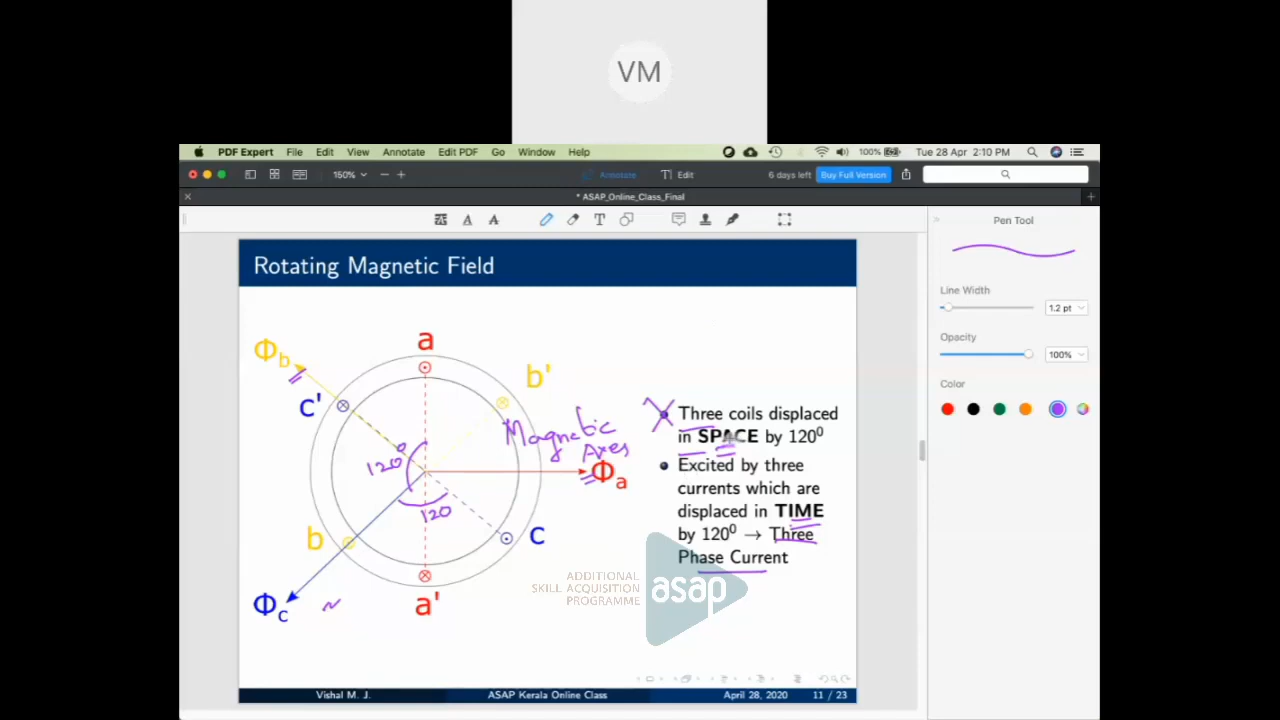 VM
PDF Expert File Edit View Annotate Edit PDF Go Window Help 100% Tue 28 Apr 2:10 PM
150% Annotate Edit 6 days left Buy Full Version
* ASAP_Online_Class_Final
Pen Tool
Line Width
1.2 pt
Opacity
100%
Color
Rotating Magnetic Field
a
Φb
b'
c'
Magnetic
Axes
120°
Φa
120
b
c
Φc
a'
Three coils displaced
in SPACE by 120⁰
Excited by three
currents which are
displaced in TIME
by 120⁰ → Three
Phase Current
ADDITIONAL
SKILL ACQUISITION
PROGRAMME
asap
Vishal M. J. ASAP Kerala Online Class April 28, 2020 11 / 23